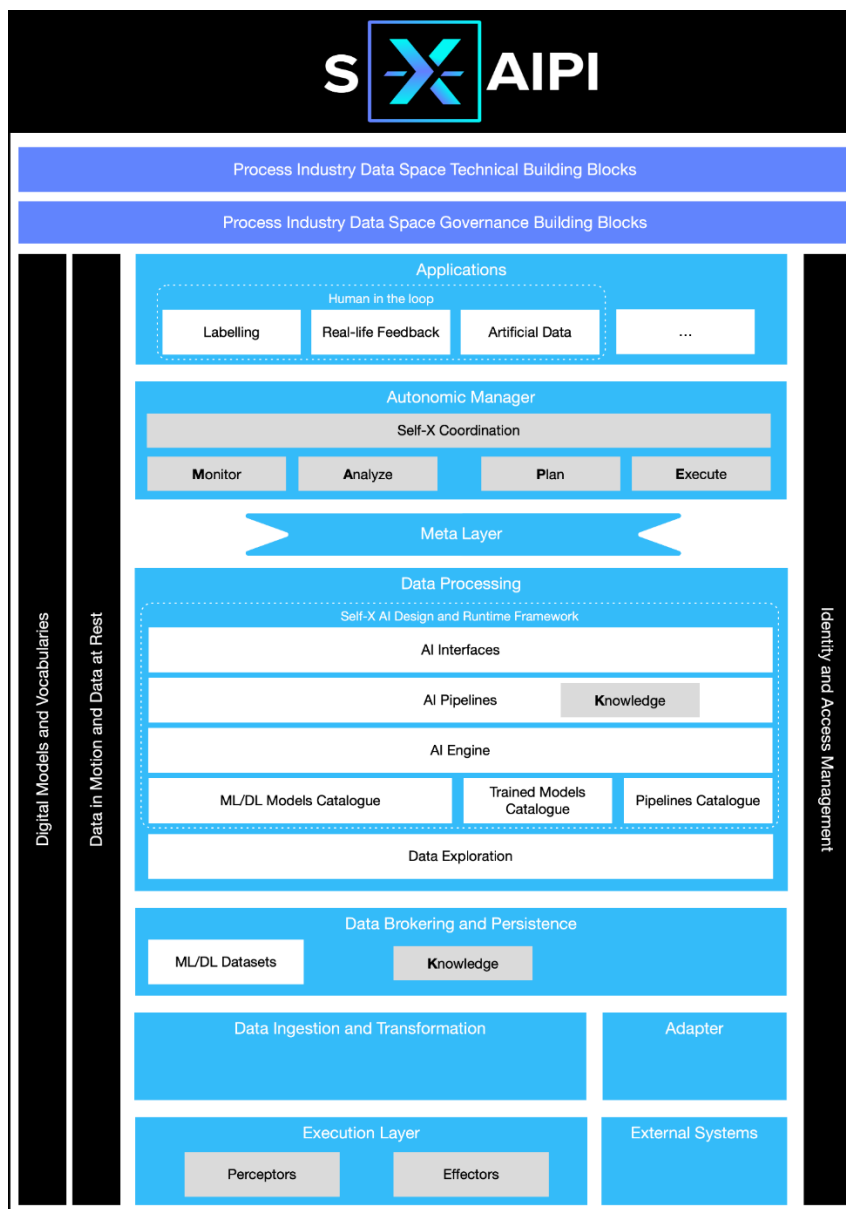 S X AIPI
Process Industry Data Space Technical Building Blocks
Process Industry Data Space Governance Building Blocks
Digital Models and Vocabularies
Data in Motion and Data at Rest
Applications
Human in the loop
Labelling
Real-life Feedback
Artificial Data
...
Autonomic Manager
Self-X Coordination
Monitor
Analyze
Plan
Execute
Meta Layer
Data Processing
Self-X AI Design and Runtime Framework
AI Interfaces
AI Pipelines
Knowledge
AI Engine
ML/DL Models Catalogue
Trained Models
Catalogue
Pipelines Catalogue
Data Exploration
Data Brokering and Persistence
ML/DL Datasets
Knowledge
Data Ingestion and Transformation
Adapter
Execution Layer
Perceptors
Effectors
External Systems
Identity and Access Management